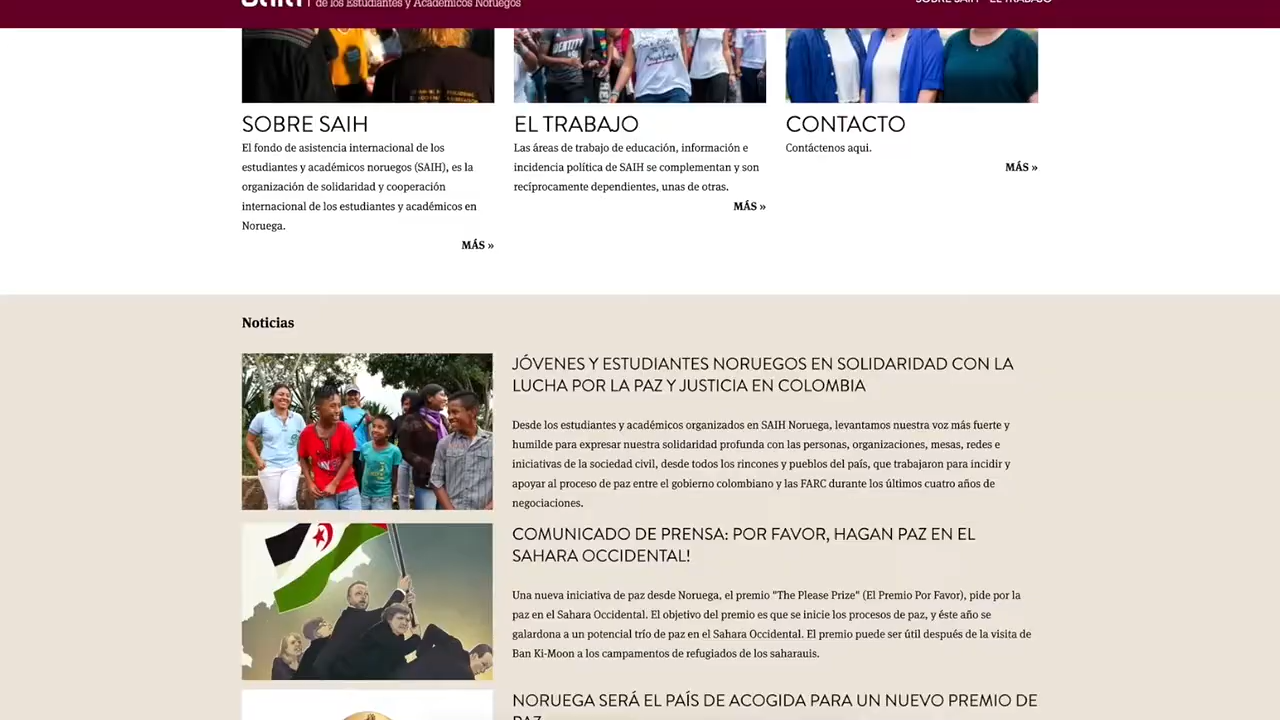 de los Estudiantes y Académicos Noruegos
SOBRE SAIH
El fondo de asistencia internacional de los
estudiantes y académicos noruegos (SAIH), es la
organización de solidaridad y cooperación
internacional de los estudiantes y académicos en
Noruega.
MÁS »
EL TRABAJO
Las áreas de trabajo de educación, información e
incidencia política de SAIH se complementan y son
recíprocamente dependientes, unas de otras.
MÁS »
CONTACTO
Contáctenos aqui.
MÁS »
Noticias
JÓVENES Y ESTUDIANTES NORUEGOS EN SOLIDARIDAD CON LA
LUCHA POR LA PAZ Y JUSTICIA EN COLOMBIA
Desde los estudiantes y académicos organizados en SAIH Noruega, levantamos nuestra voz más fuerte y
humilde para expresar nuestra solidaridad profunda con las personas, organizaciones, mesas, redes e
iniciativas de la sociedad civil, desde todos los rincones y pueblos del país, que trabajaron para incidir y
apoyar al proceso de paz entre el gobierno colombiano y las FARC durante los últimos cuatro años de
negociaciones.
COMUNICADO DE PRENSA: POR FAVOR, HAGAN PAZ EN EL
SAHARA OCCIDENTAL!
Una nueva iniciativa de paz desde Noruega, el premio "The Please Prize" (El Premio Por Favor), pide por la
paz en el Sahara Occidental. El objetivo del premio es que se inicie los procesos de paz, y éste año se
galardona a un potencial trío de paz en el Sahara Occidental. El premio puede ser útil después de la visita de
Ban Ki-Moon a los campamentos de refugiados de los saharauis.
NORUEGA SERÁ EL PAÍS DE ACOGIDA PARA UN NUEVO PREMIO DE
PAZ